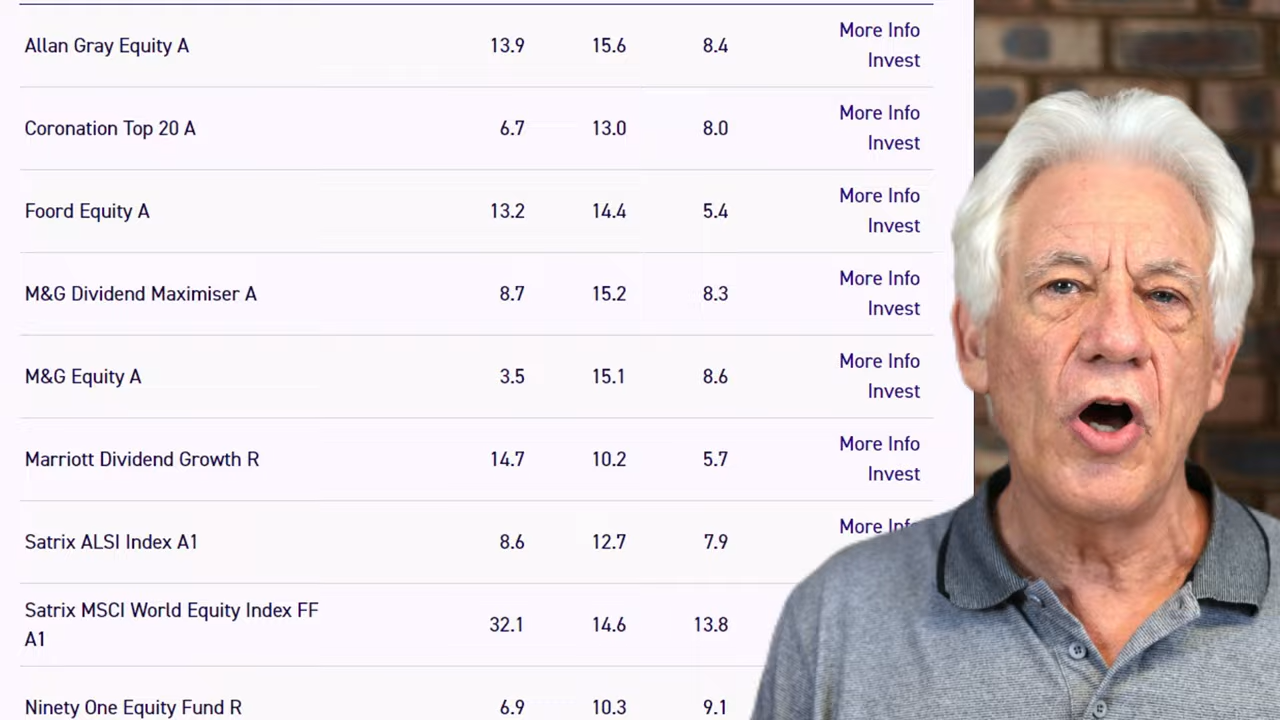 Allan Gray Equity A 13.9 15.6 8.4 More Info
Invest
Coronation Top 20 A 6.7 13.0 8.0 More Info
Invest
Foord Equity A 13.2 14.4 5.4 More Info
Invest
M&G Dividend Maximiser A 8.7 15.2 8.3 More Info
Invest
M&G Equity A 3.5 15.1 8.6 More Info
Invest
Marriott Dividend Growth R 14.7 10.2 5.7 More Info
Invest
Satrix ALSI Index A1 8.6 12.7 7.9 More
Satrix MSCI World Equity Index FF
A1 32.1 14.6 13.8
Ninety One Equity Fund R 6.9 10.3 9.1